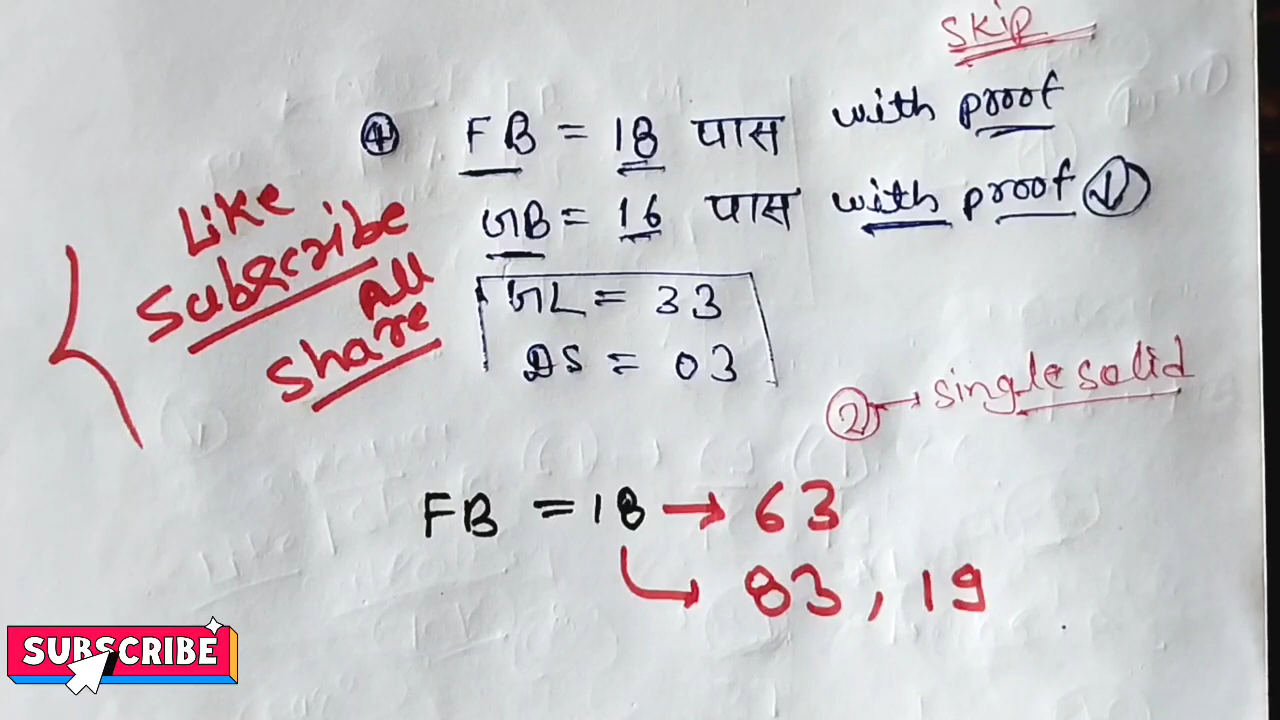 SKIP
④ FB = 18 पास with proof
GB = 16 पास with proof ①
GL = 33
DS = 03
Like
Subscribe
All
Share
② → single solid
FB = 18 → 63
↳ 83, 19
SUBSCRIBE